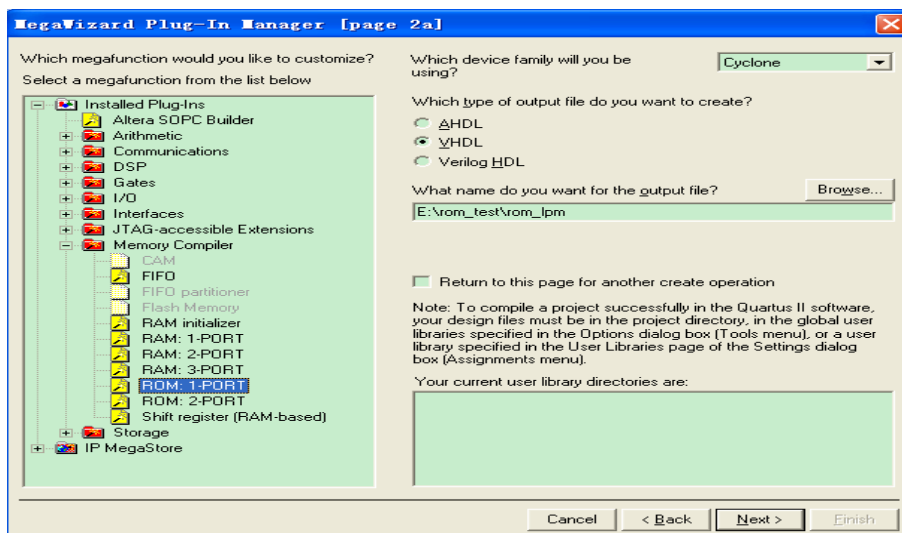 MegaWizard Plug-In Manager [page 2a]
Which megafunction would you like to customize?
Select a megafunction from the list below
Installed Plug-Ins
Altera SOPC Builder
Arithmetic
Communications
DSP
Gates
I/O
Interfaces
JTAG-accessible Extensions
Memory Compiler
CAM
FIFO
FIFO partitioner
Flash Memory
RAM initializer
RAM: 1-PORT
RAM: 2-PORT
RAM: 3-PORT
ROM: 1-PORT
ROM: 2-PORT
Shift register (RAM-based)
Storage
IP MegaStore
Which device family will you be
using?
Cyclone
Which type of output file do you want to create?
AHDL
VHDL
Verilog HDL
What name do you want for the output file?
Browse...
E:\rom_test\rom_lpm
Return to this page for another create operation
Note: To compile a project successfully in the Quartus II software,
your design files must be in the project directory, in the global user
libraries specified in the Options dialog box (Tools menu), or a user
library specified in the User Libraries page of the Settings dialog
box (Assignments menu).
Your current user library directories are:
Cancel
< Back
Next >
Finish